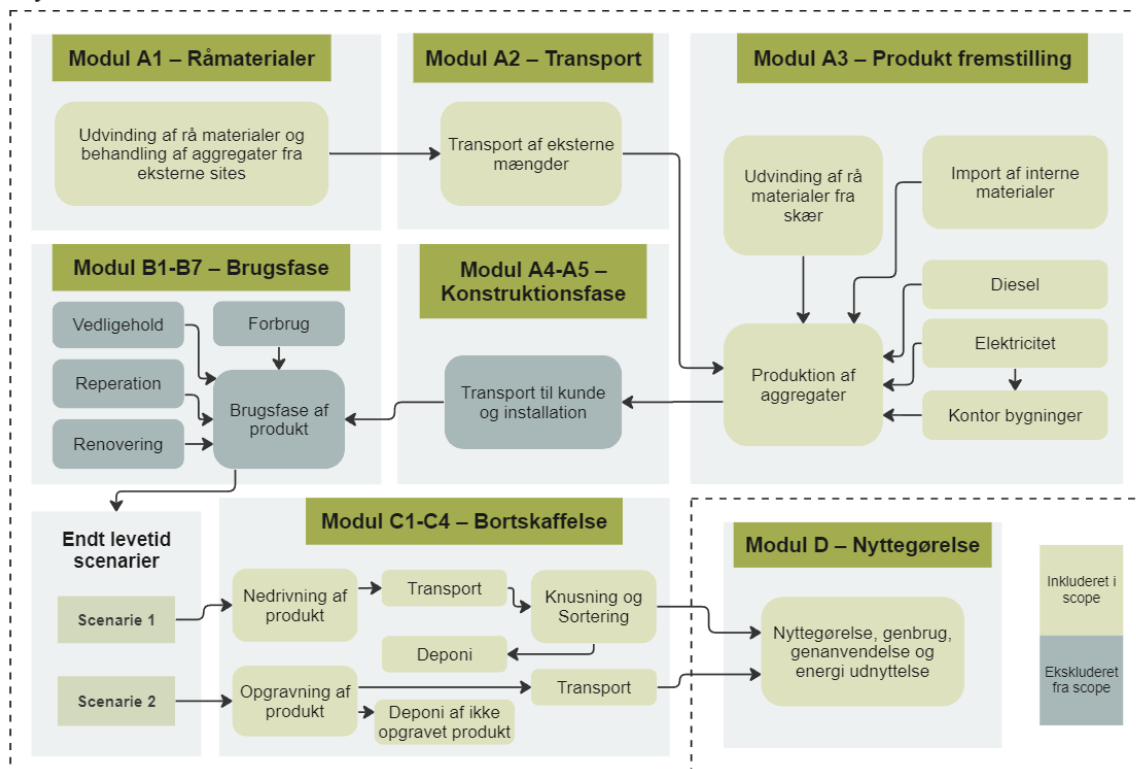 Modul A1 – Råmaterialer
Udvinding af rå materialer og
behandling af aggregater fra
eksterne sites
Modul A2 – Transport
Transport af eksterne
mængder
Modul A3 – Produkt fremstilling
Udvinding af rå
materialer fra
skær
Import af interne
materialer
Diesel
Elektricitet
Kontor bygninger
Produktion af
aggregater
Modul B1-B7 – Brugsfase
Vedligehold
Forbrug
Reperation
Renovering
Brugsfase af
produkt
Modul A4-A5 –
Konstruktionsfase
Transport til kunde
og installation
Endt levetid
scenarier
Scenarie 1
Scenarie 2
Modul C1-C4 – Bortskaffelse
Nedrivning af
produkt
Transport
Knusning og
Sortering
Deponi
Opgravning af
produkt
Transport
Deponi af ikke
opgravet produkt
Modul D – Nyttegørelse
Nyttegørelse, genbrug,
genanvendelse og
energi udnyttelse
Inkluderet i
scope
Ekskluderet
fra scope